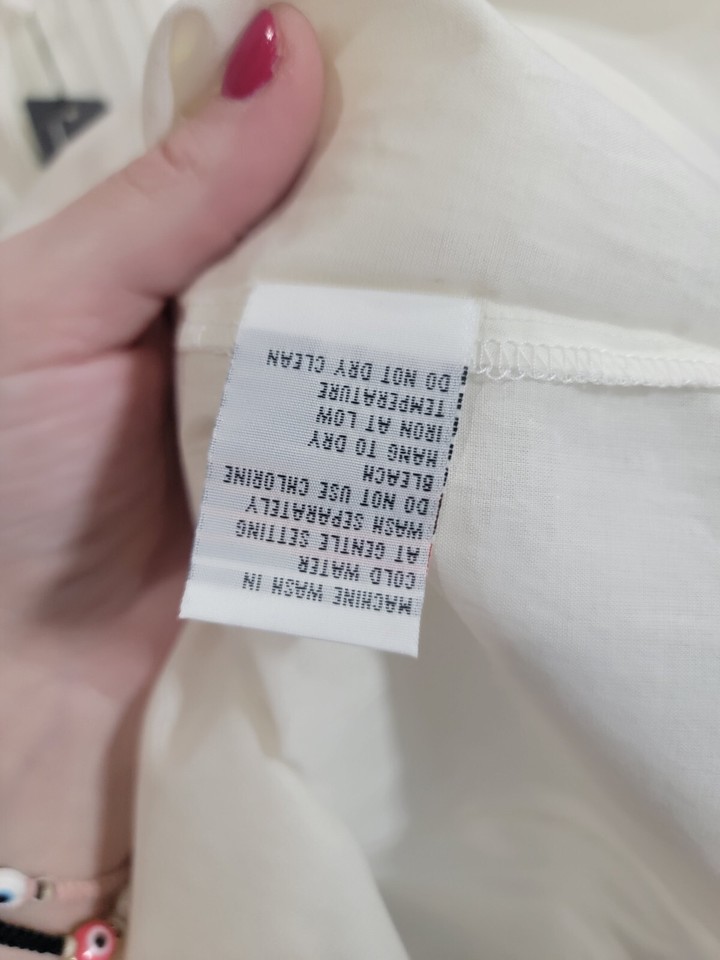 MACHINE WASH IN
COLD WATER
AT GENTLE SETTING
WASH SEPARATELY
DO NOT USE CHLORINE
BLEACH
HANG TO DRY
IRON AT LOW
TEMPERATURE
DO NOT DRY CLEAN